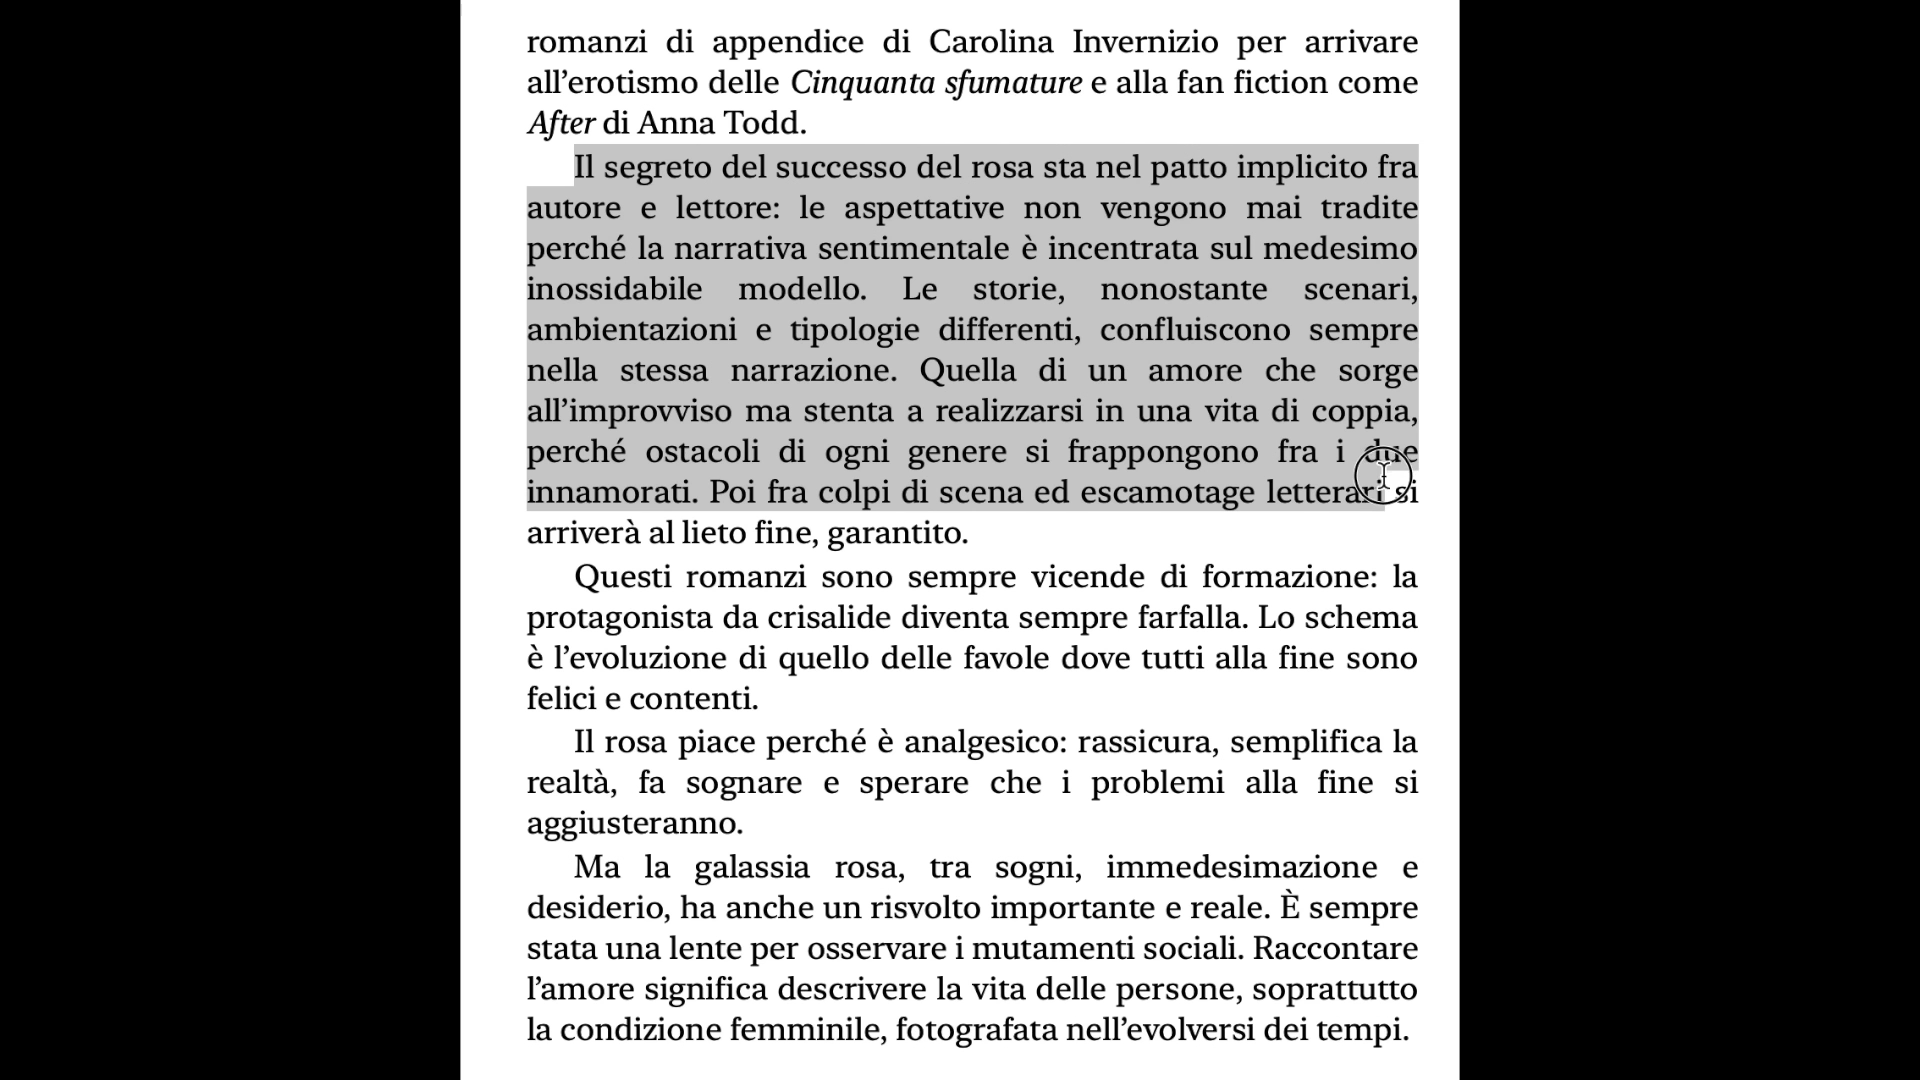 romanzi di appendice di Carolina Invernizio per arrivare
all’erotismo delle Cinquanta sfumature e alla fan fiction come
After di Anna Todd.
Il segreto del successo del rosa sta nel patto implicito fra
autore e lettore: le aspettative non vengono mai tradite
perché la narrativa sentimentale è incentrata sul medesimo
inossidabile modello. Le storie, nonostante scenari,
ambientazioni e tipologie differenti, confluiscono sempre
nella stessa narrazione. Quella di un amore che sorge
all’improvviso ma stenta a realizzarsi in una vita di coppia,
perché ostacoli di ogni genere si frappongono fra i due
innamorati. Poi fra colpi di scena ed escamotage letterari si
arriverà al lieto fine, garantito.
Questi romanzi sono sempre vicende di formazione: la
protagonista da crisalide diventa sempre farfalla. Lo schema
è l’evoluzione di quello delle favole dove tutti alla fine sono
felici e contenti.
Il rosa piace perché è analgesico: rassicura, semplifica la
realtà, fa sognare e sperare che i problemi alla fine si
aggiusteranno.
Ma la galassia rosa, tra sogni, immedesimazione e
desiderio, ha anche un risvolto importante e reale. È sempre
stata una lente per osservare i mutamenti sociali. Raccontare
l’amore significa descrivere la vita delle persone, soprattutto
la condizione femminile, fotografata nell’evolversi dei tempi.